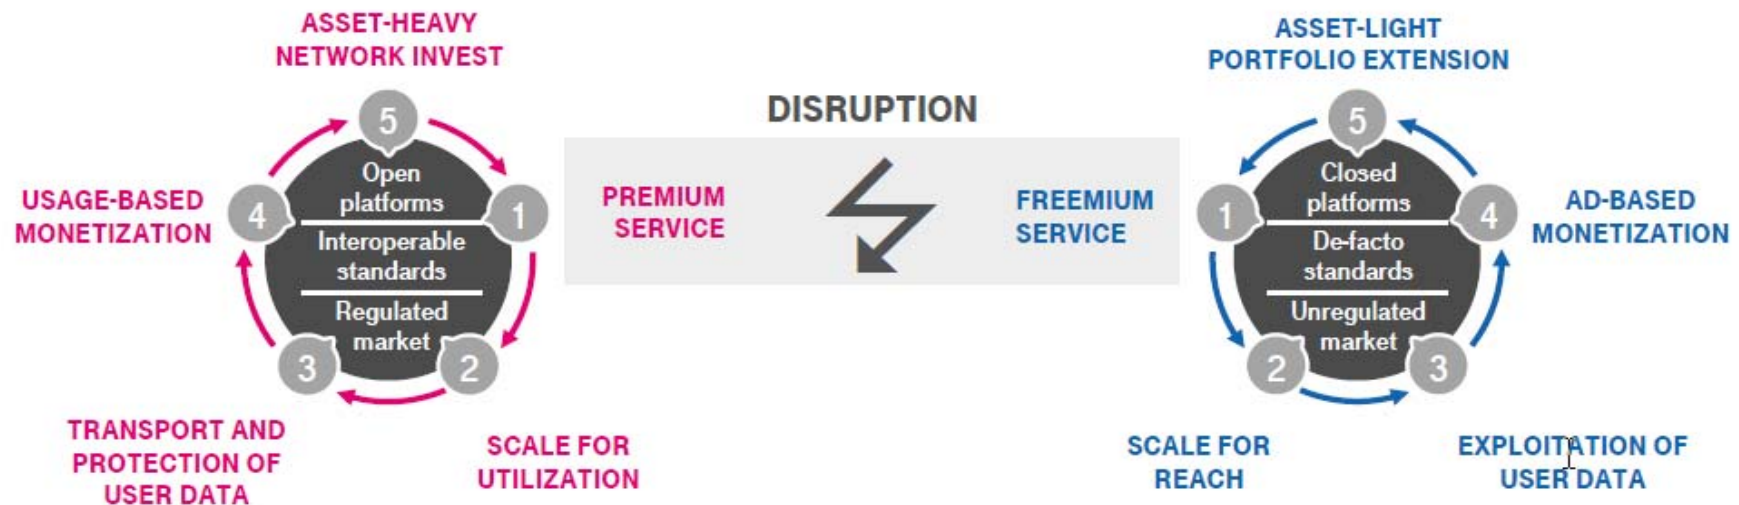 ASSET-HEAVY
NETWORK INVEST
5
Open
platforms
Interoperable
standards
Regulated
market
4
1
3
2
USAGE-BASED
MONETIZATION
TRANSPORT AND
PROTECTION OF
USER DATA
SCALE FOR
UTILIZATION
DISRUPTION
PREMIUM
SERVICE
FREEMIUM
SERVICE
ASSET-LIGHT
PORTFOLIO EXTENSION
5
Closed
platforms
De-facto
standards
Unregulated
market
1
4
2
3
AD-BASED
MONETIZATION
SCALE FOR
REACH
EXPLOITATION OF
USER DATA